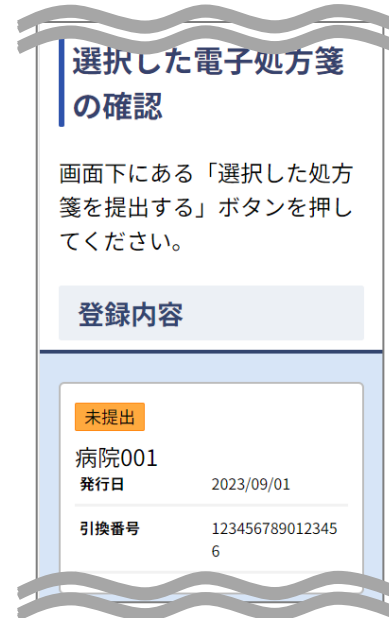 選択した電子処方箋
の確認
画面下にある「選択した処方
箋を提出する」ボタンを押し
てください。
登録内容
未提出
病院001
発行日 2023/09/01
引換番号 123456789012345
6